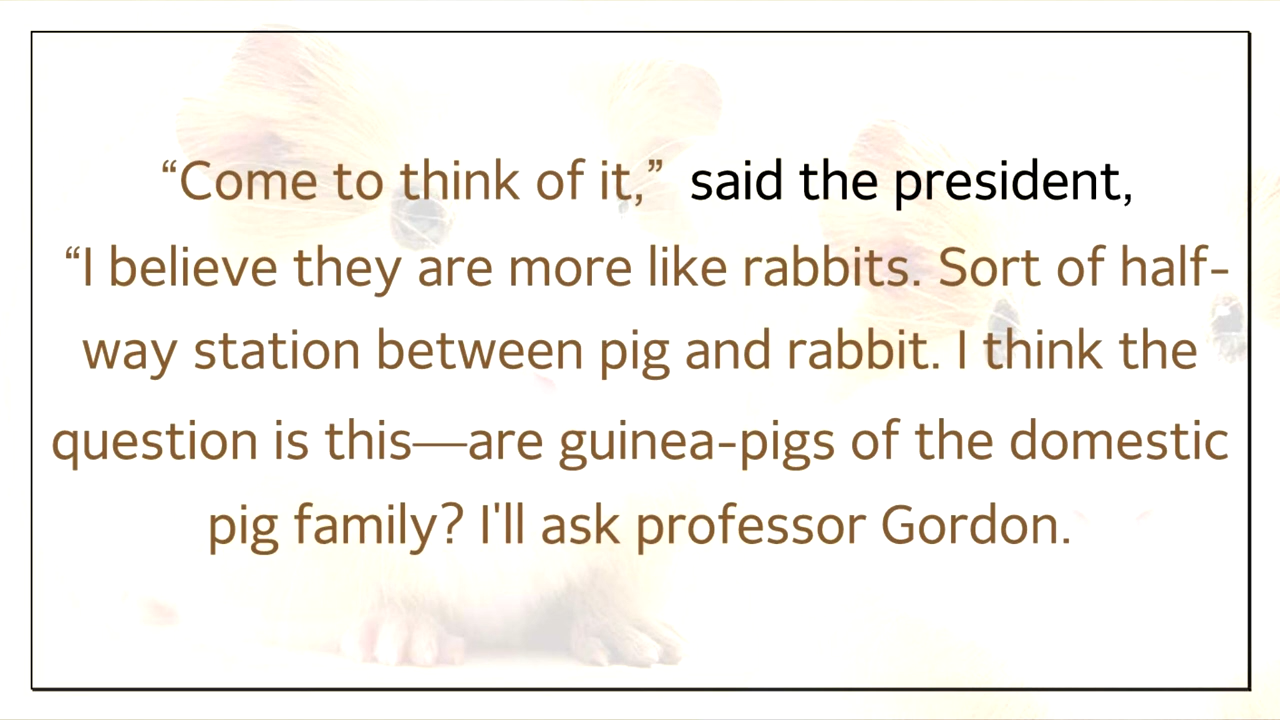 “Come to think of it,” said the president,
“I believe they are more like rabbits. Sort of half-
way station between pig and rabbit. I think the
question is this—are guinea-pigs of the domestic
pig family? I'll ask professor Gordon.